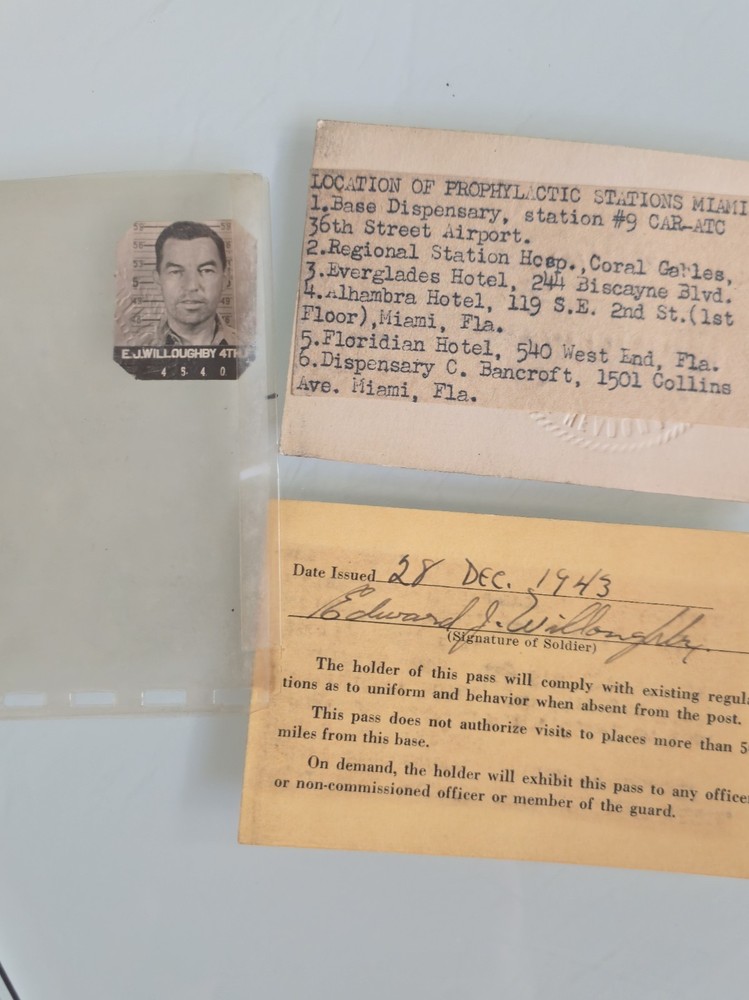 E.J.WILLOUGHBY 4TH
4 5 4 0
LOCATION OF PROPHYLACTIC STATIONS MIAMI
1.Base Dispensary, station #9 CAR-ATC
36th Street Airport.
2.Regional Station Hosp.,Coral Gables,
3.Everglades Hotel, 244 Biscayne Blvd.
4.Alhambra Hotel, 119 S.E. 2nd St.(1st
Floor),Miami, Fla.
5.Floridian Hotel, 540 West End, Fla.
6.Dispensary C. Bancroft, 1501 Collins
Ave. Miami, Fla.
Date Issued 28 DEC. 1943
Edward J. Willoughby.
(Signature of Soldier)
The holder of this pass will comply with existing regula
tions as to uniform and behavior when absent from the post.
This pass does not authorize visits to places more than 5
miles from this base.
On demand, the holder will exhibit this pass to any officer
or non-commissioned officer or member of the guard.